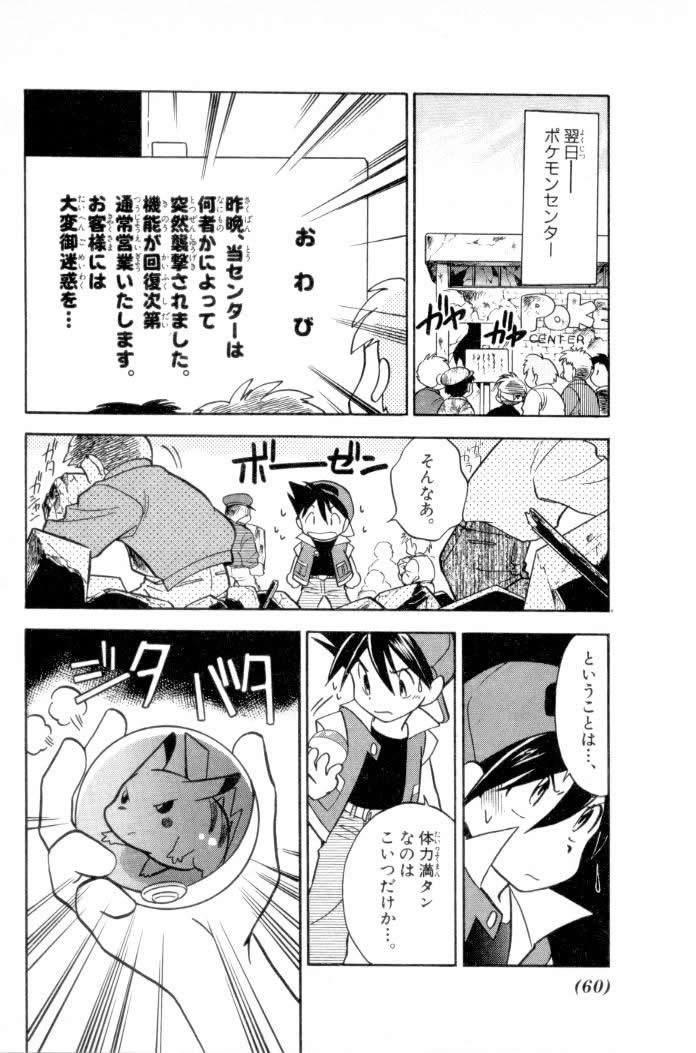 翌日──
ポケモンセンター
POKé
CENTER
ガヤ
ガヤ
おわび
昨晩、当センターは
何者かによって
突然襲撃されました。
機能が回復次第
通常営業いたします。
お客様には
大変御迷惑を…
そんなあ。
ボーゼン
ということは…、
体力満タン
なのは
こいつだけか…。
バタ
バタ
(60)